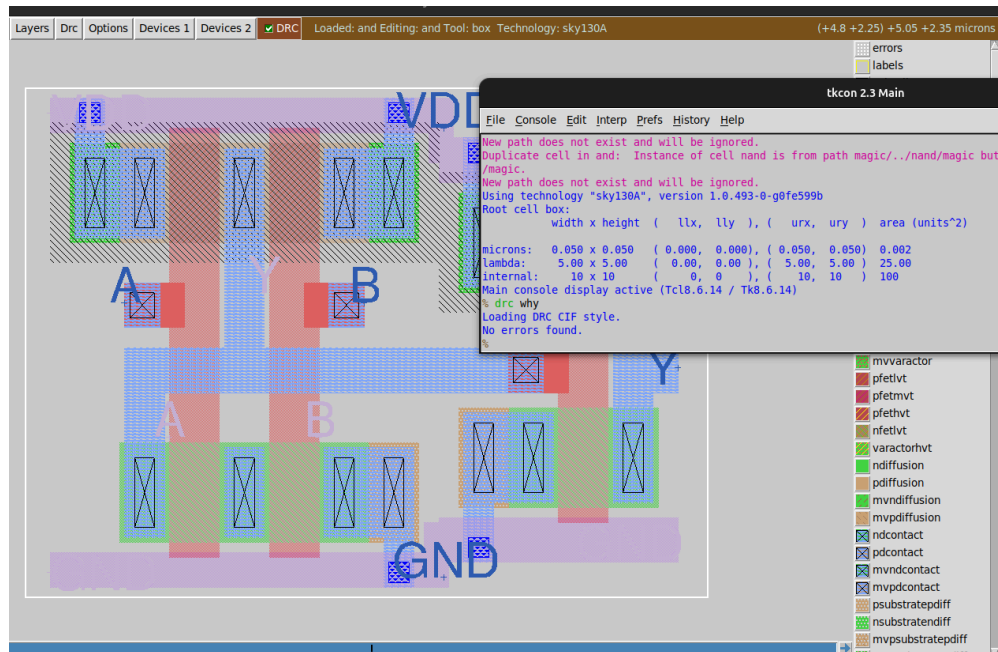 Layers Drc Options Devices 1 Devices 2 DRC Loaded: and Editing: and Tool: box Technology: sky130A (+4.8 +2.25) +5.05 +2.35 microns
errors
labels
VDD
tkcon 2.3 Main
File Console Edit Interp Prefs History Help
New path does not exist and will be ignored.
Duplicate cell in and: Instance of cell nand is from path magic/../nand/magic but
/magic.
New path does not exist and will be ignored.
Using technology "sky130A", version 1.0.493-0-g0fe599b
Root cell box:
width x height ( llx, lly ), ( urx, ury ) area (units^2)
microns: 0.050 x 0.050 ( 0.000, 0.000), ( 0.050, 0.050) 0.002
lambda: 5.00 x 5.00 ( 0.00, 0.00 ), ( 5.00, 5.00 ) 25.00
internal: 10 x 10 ( 0, 0 ), ( 10, 10 ) 100
Main console display active (Tcl8.6.14 / Tk8.6.14)
% drc why
Loading DRC CIF style.
No errors found.
%
Y
A B
Y
A B
GND
mvvaractor
pfetlvt
pfetmvt
pfethvt
nfetlvt
varactorhvt
ndiffusion
pdiffusion
mvndiffusion
mvpdiffusion
ndcontact
pdcontact
mvndcontact
mvpdcontact
psubstratepdiff
nsubstratendiff
mvpsubstratepdiff